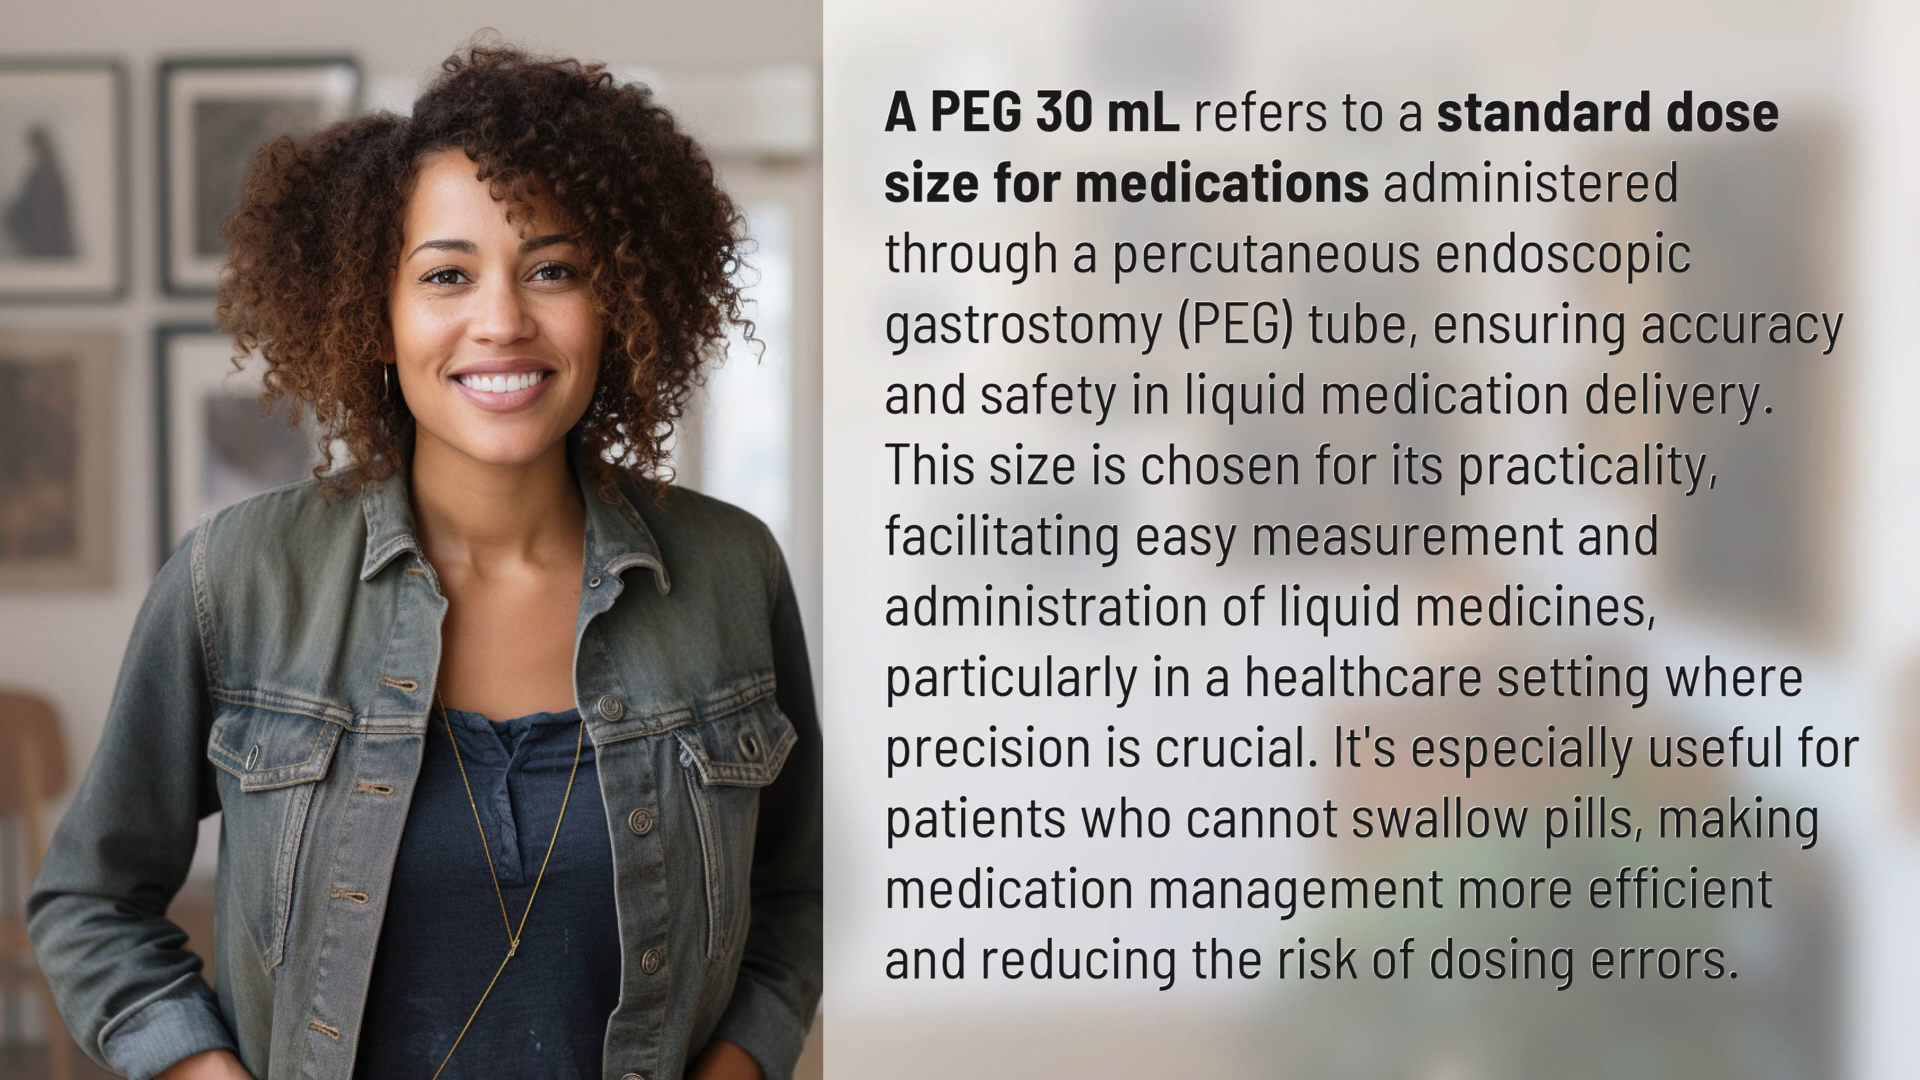 A PEG 30 mL refers to a standard dose
size for medications administered
through a percutaneous endoscopic
gastrostomy (PEG) tube, ensuring accuracy
and safety in liquid medication delivery.
This size is chosen for its practicality,
facilitating easy measurement and
administration of liquid medicines,
particularly in a healthcare setting where
precision is crucial. It's especially useful for
patients who cannot swallow pills, making
medication management more efficient
and reducing the risk of dosing errors.